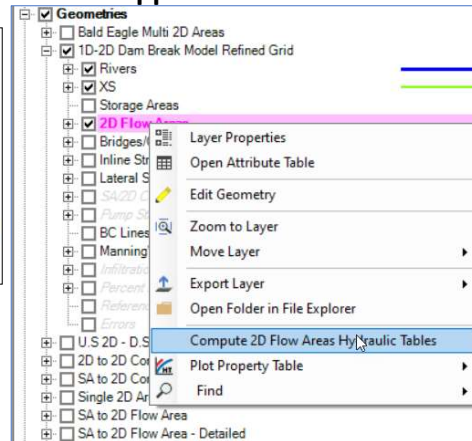 Geometries
Bald Eagle Multi 2D Areas
1D-2D Dam Break Model Refined Grid
Rivers
XS
Storage Areas
2D Flow Areas
Bridges/
Layer Properties
Inline Str
Open Attribute Table
Lateral S
SA/2D C
Edit Geometry
Pump St
BC Lines
Zoom to Layer
Manning'
Move Layer
Infiltratio
Percent
Export Layer
Referenc
Open Folder in File Explorer
Errors
U.S 2D - D.S
Compute 2D Flow Areas Hydraulic Tables
2D to 2D Cor
Plot Property Table
SA to 2D Cor
Single 2D Ar
Find
SA to 2D Flow Area
SA to 2D Flow Area - Detailed